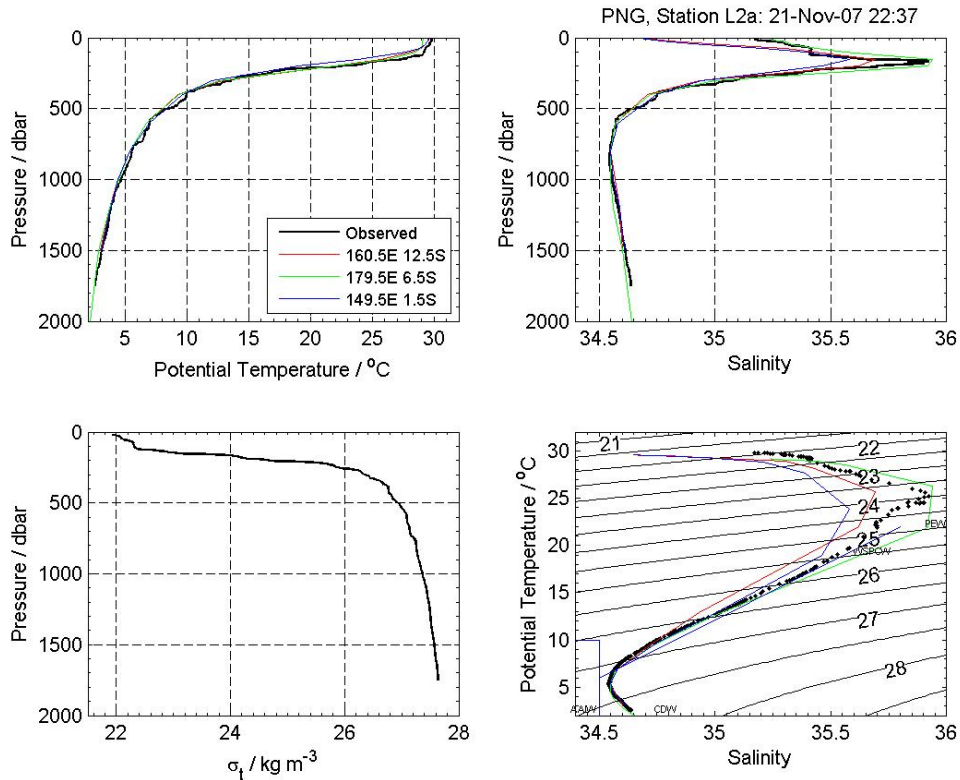 PNG, Station L2a: 21-Nov-07 22:37
0
500
1000
1500
2000
Pressure / dbar
5 10 15 20 25 30
Potential Temperature / °C
Observed
160.5E 12.5S
179.5E 6.5S
149.5E 1.5S
0
500
1000
1500
2000
Pressure / dbar
34.5 35 35.5 36
Salinity
0
500
1000
1500
2000
Pressure / dbar
22 24 26 28
σt / kg m-3
30
25
20
15
10
5
Potential Temperature / °C
34.5 35 35.5 36
Salinity
21
22
23
24
25
26
27
28
PEW
WSPCW
CDW